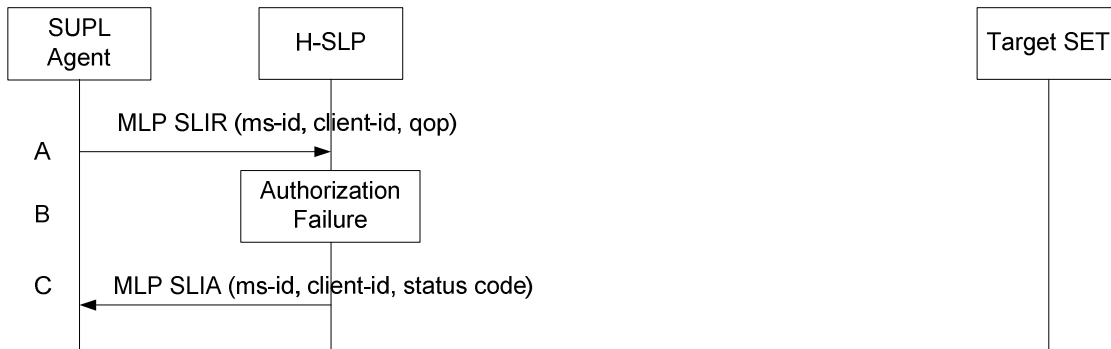 SUPL
Agent
H-SLP
Target SET
MLP SLIR (ms-id, client-id, qop)
A
Authorization
Failure
B
C
MLP SLIA (ms-id, client-id, status code)